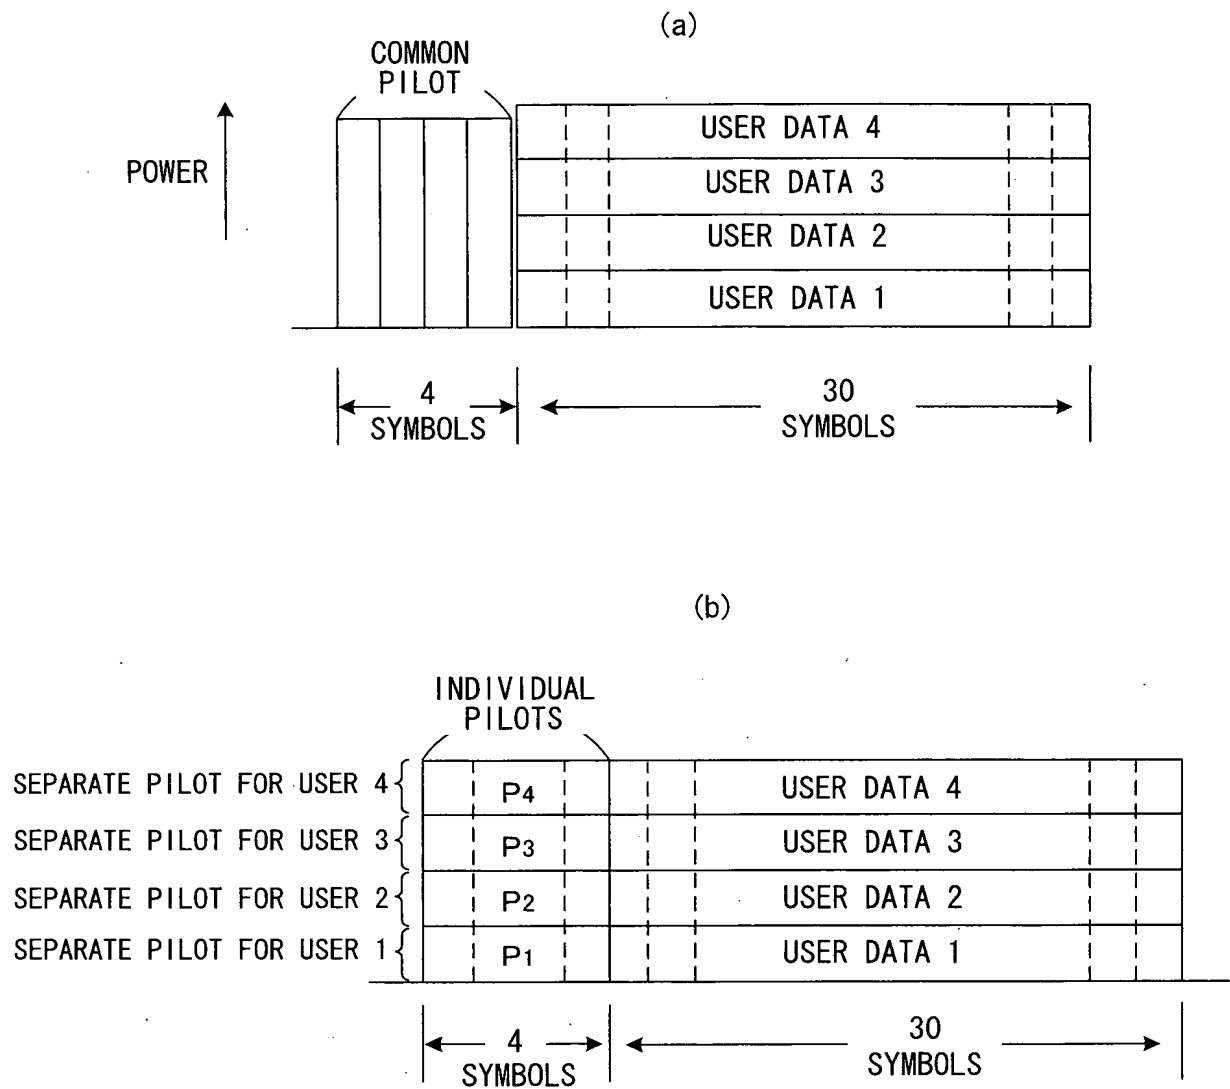 (a)
COMMON
PILOT
POWER
USER DATA 4
USER DATA 3
USER DATA 2
USER DATA 1
4
SYMBOLS
30
SYMBOLS
(b)
INDIVIDUAL
PILOTS
SEPARATE PILOT FOR USER 4 P4 USER DATA 4
SEPARATE PILOT FOR USER 3 P3 USER DATA 3
SEPARATE PILOT FOR USER 2 P2 USER DATA 2
SEPARATE PILOT FOR USER 1 P1 USER DATA 1
4
SYMBOLS
30
SYMBOLS